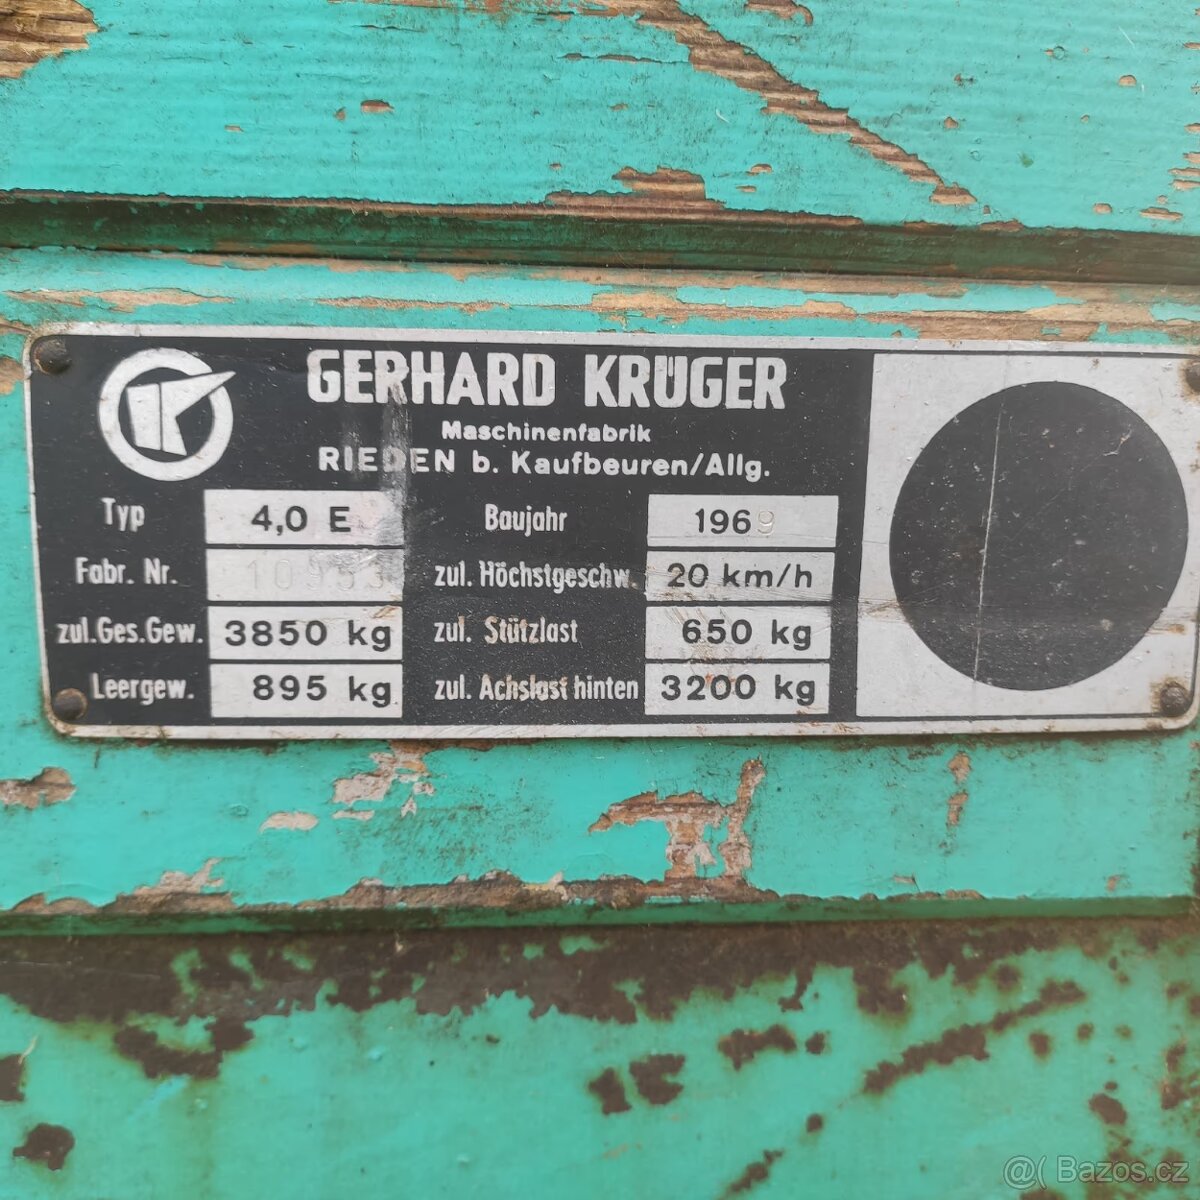 GERHARD KRÜGER
Maschinenfabrik
RIEDEN b. Kaufbeuren/Allg.
Typ 4,0 E Baujahr 1969
Fabr. Nr. 10953 zul. Höchstgeschw. 20 km/h
zul.Ges.Gew. 3850 kg zul. Stützlast 650 kg
Leergew. 895 kg zul. Achslast hinten 3200 kg
@( Bazos.cz